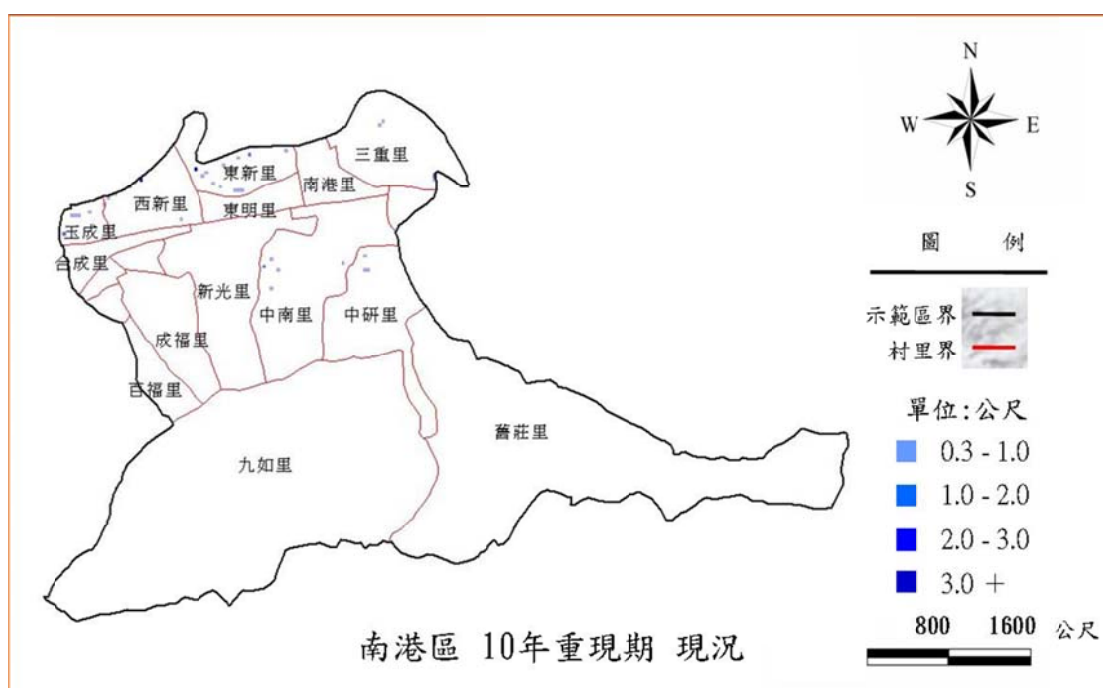 N
W
E
S
三重里
東新里
南港里
西新里
東明里
玉成里
合成里
新光里
中南里
中研里
成福里
百福里
舊莊里
九如里
圖 例
示範區界
村里界
單位:公尺
0.3 - 1.0
1.0 - 2.0
2.0 - 3.0
3.0 +
800 1600 公尺
南港區 10年重現期 現況